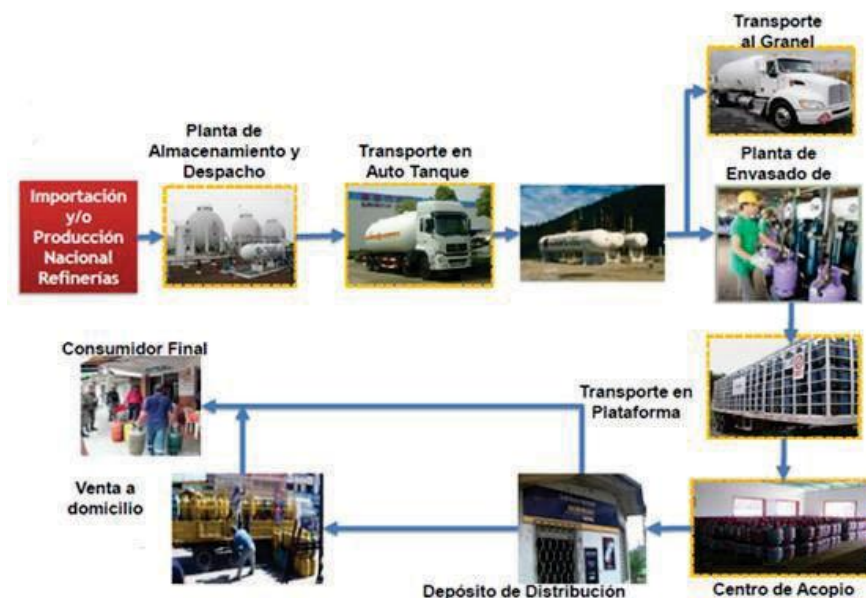 Transporte
al Granel
Planta de
Almacenamiento y
Despacho
Transporte en
Auto Tanque
Planta de
Envasado de
Importación
y/o
Producción
Nacional
Refinerías
Consumidor Final
Transporte en
Plataforma
Venta a
domicilio
Depósito de Distribución
Centro de Acopio